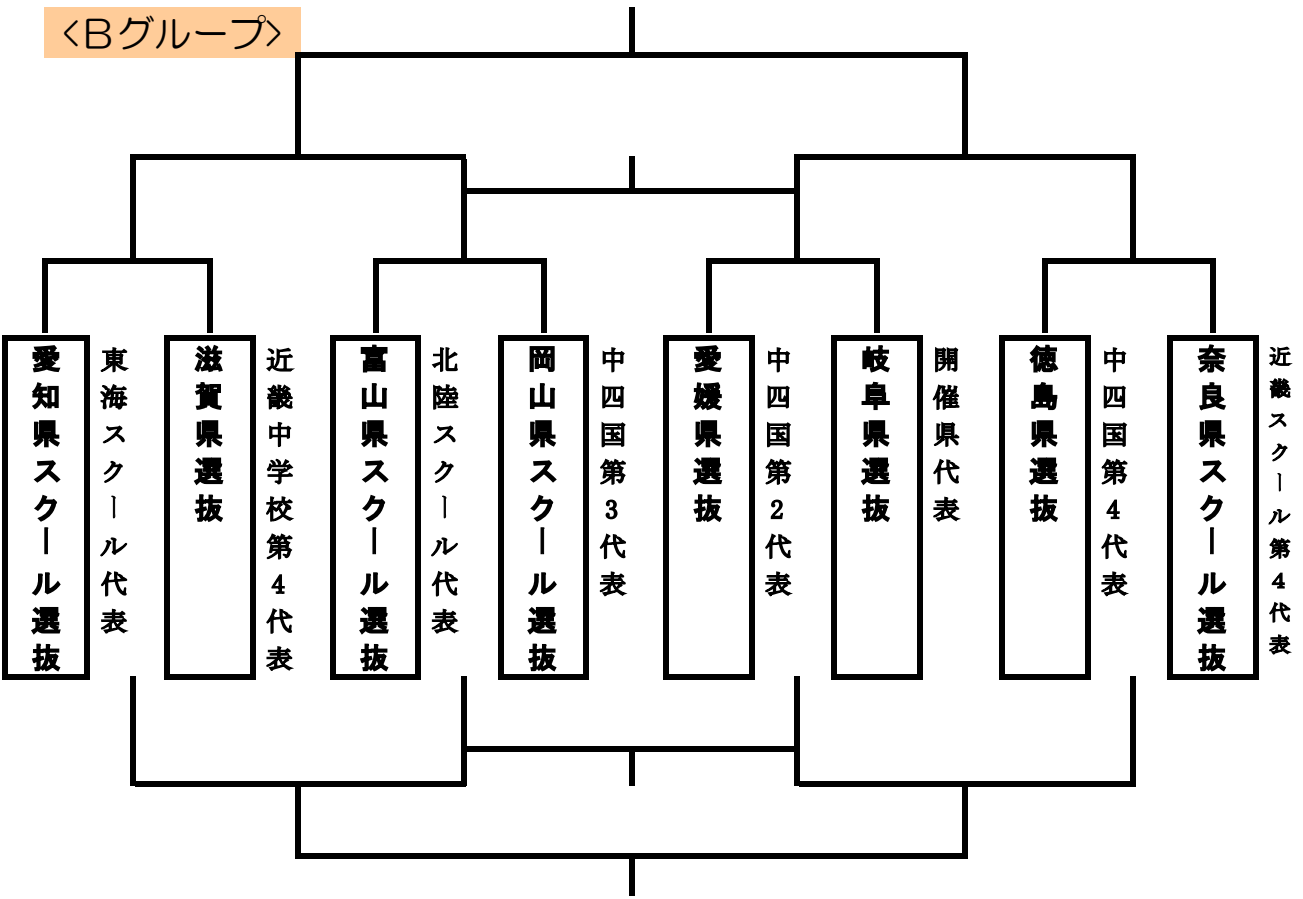 <Bグループ>
愛知県スクール選抜
東海スクール代表
滋賀県選抜
近畿中学校第4代表
富山県スクール選抜
北陸スクール代表
岡山県スクール選抜
中四国第3代表
愛媛県選抜
中四国第2代表
岐阜県選抜
開催県代表
徳島県選抜
中四国第4代表
奈良県スクール選抜
近畿スクール第4代表